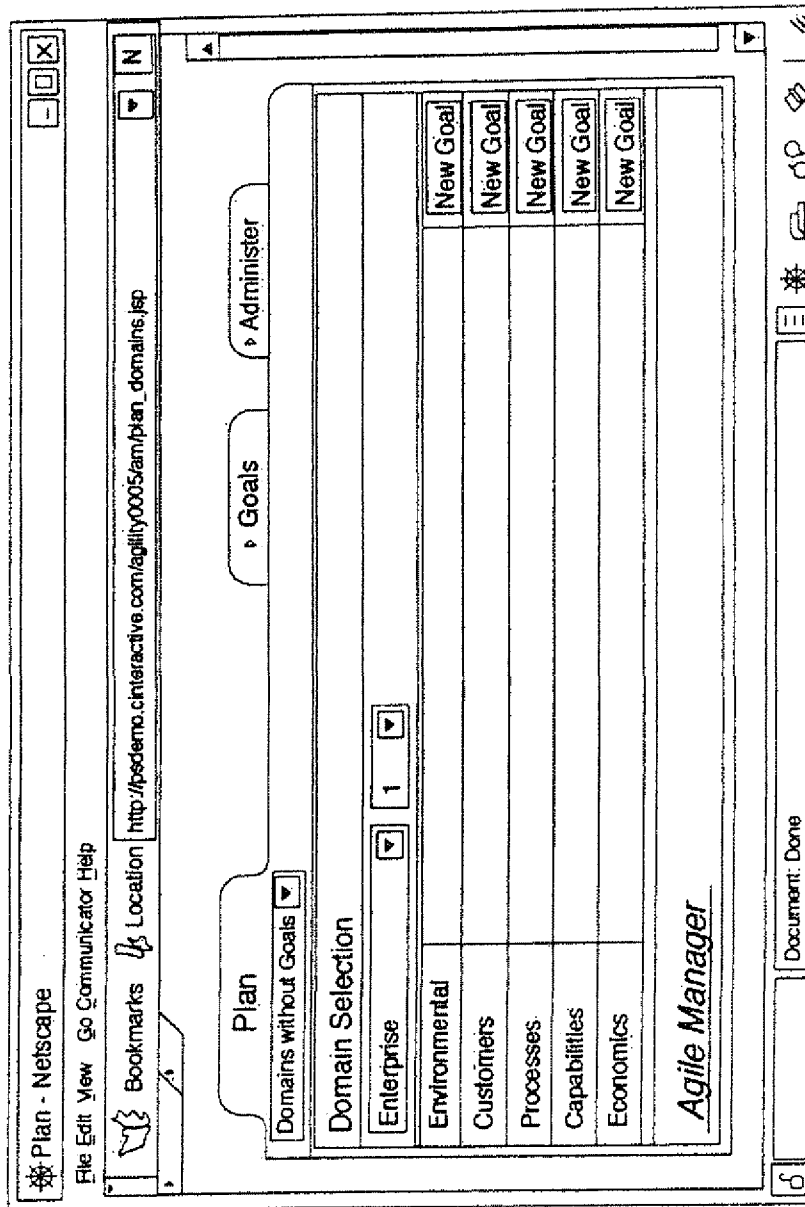 Plan - Netscape
File Edit View Go Communicator Help
Bookmarks Location http://psdemo.cinteractive.com/agility0005/am/plan_domains.jsp N
Plan Goals Administer
Domains without Goals
Domain Selection
Enterprise 1
Environmental New Goal
Customers New Goal
Processes New Goal
Capabilities New Goal
Economics New Goal
Agile Manager
Document: Done